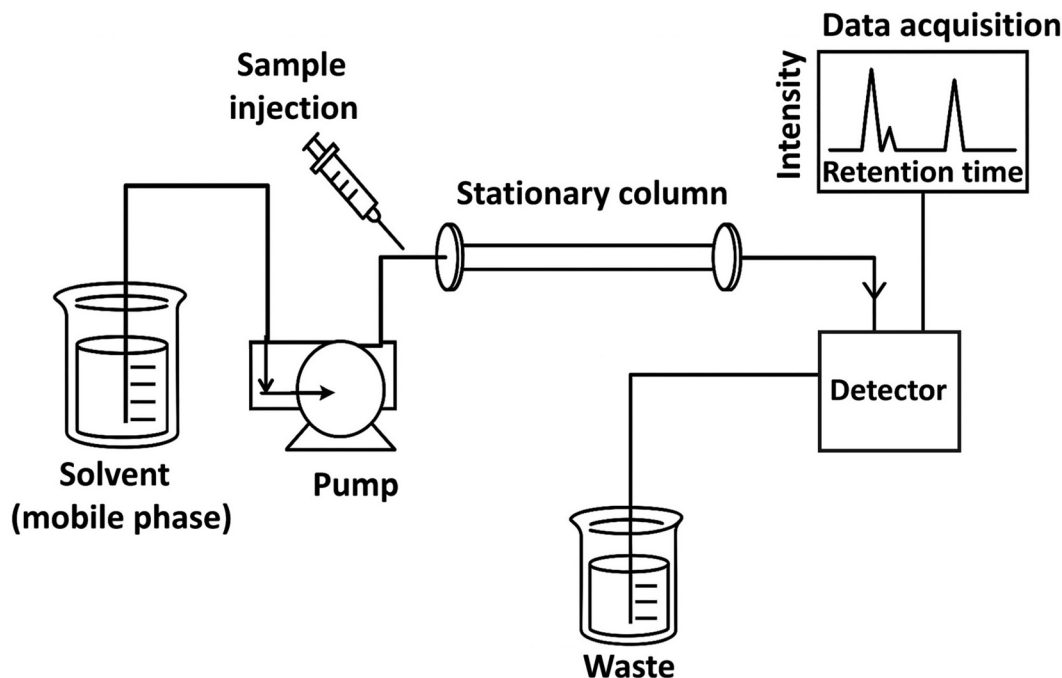 Data acquisition
Intensity
Retention time
Sample
injection
Stationary column
Solvent
(mobile phase)
Pump
Detector
Waste